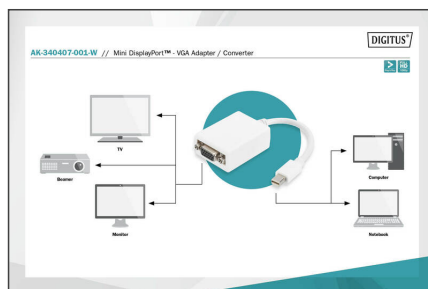 DIGITUS®
AK-340407-001-W // Mini DisplayPort™ - VGA Adapter / Converter
TV
Beamer
Monitor
Computer
Notebook